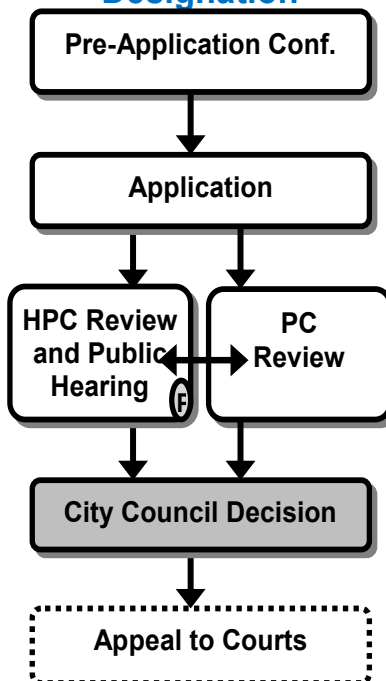 Designation
Pre-Application Conf.
Application
HPC Review
and Public
Hearing
PC
Review
City Council Decision
Appeal to Courts